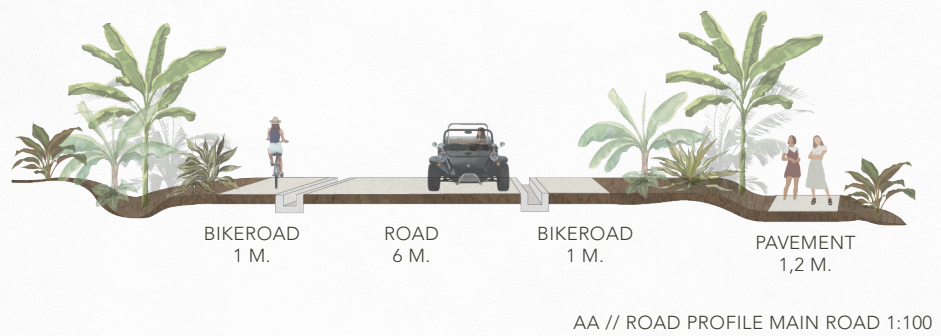 BIKEROAD
1 M.
ROAD
6 M.
BIKEROAD
1 M.
PAVEMENT
1,2 M.
AA // ROAD PROFILE MAIN ROAD 1:100